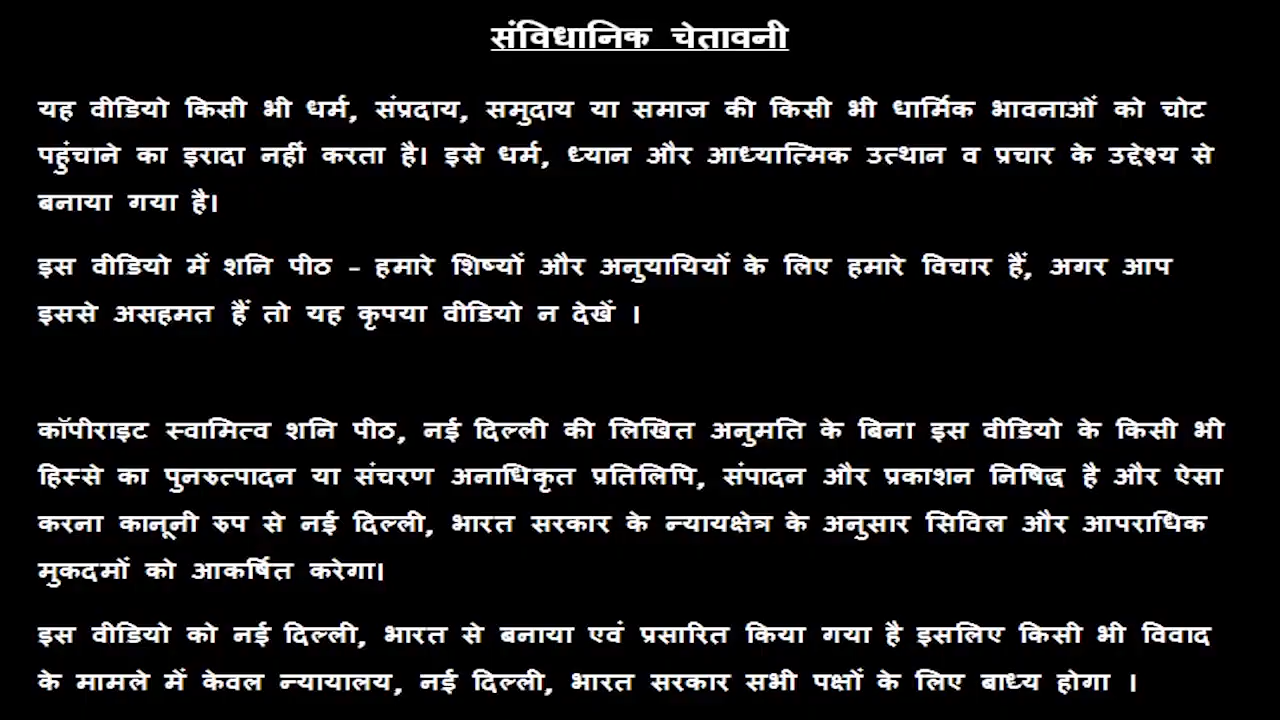 संविधानिक चेतावनी
यह वीडियो किसी भी धर्म, संप्रदाय, समुदाय या समाज की किसी भी धार्मिक भावनाओं को चोट
पहुंचाने का इरादा नहीं करता है। इसे धर्म, ध्यान और आध्यात्मिक उत्थान व प्रचार के उद्देश्य से
बनाया गया है।
इस वीडियो में शनि पीठ – हमारे शिष्यों और अनुयायियों के लिए हमारे विचार हैं, अगर आप
इससे असहमत हैं तो यह कृपया वीडियो न देखें ।
कॉपीराइट स्वामित्व शनि पीठ, नई दिल्ली की लिखित अनुमति के बिना इस वीडियो के किसी भी
हिस्से का पुनरुत्पादन या संचरण अनाधिकृत प्रतिलिपि, संपादन और प्रकाशन निषिद्ध है और ऐसा
करना कानूनी रुप से नई दिल्ली, भारत सरकार के न्यायक्षेत्र के अनुसार सिविल और आपराधिक
मुकदमों को आकर्षित करेगा।
इस वीडियो को नई दिल्ली, भारत से बनाया एवं प्रसारित किया गया है इसलिए किसी भी विवाद
के मामले में केवल न्यायालय, नई दिल्ली, भारत सरकार सभी पक्षों के लिए बाध्य होगा ।